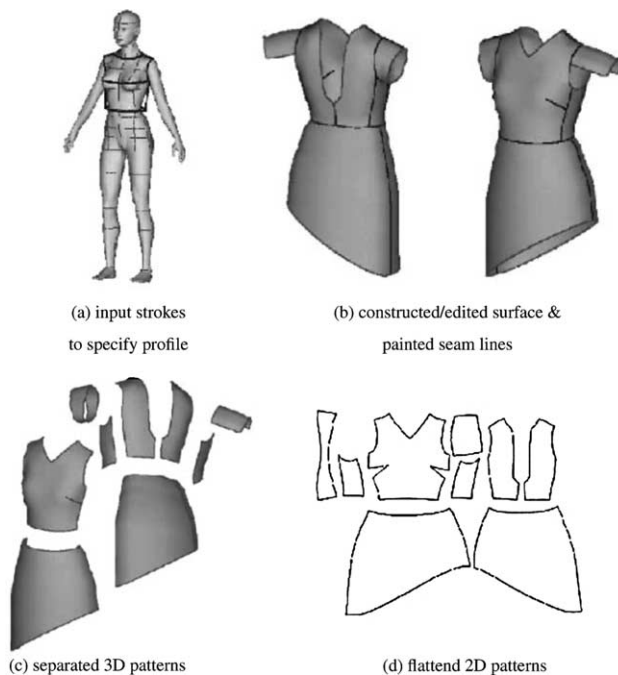 (a) input strokes
to specify profile
(b) constructed/edited surface &
painted seam lines
(c) separated 3D patterns
(d) flattend 2D patterns